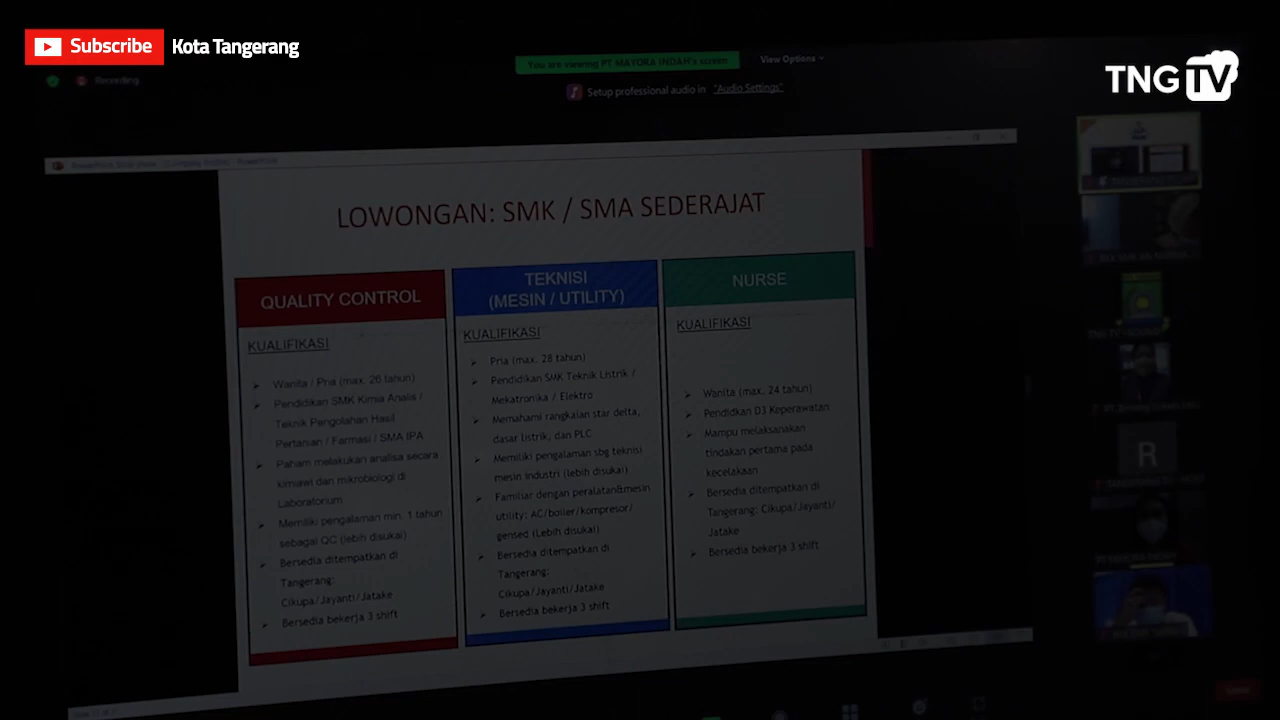 Subscribe
Kota Tangerang
TNGTV
You are viewing PT MAYORA INDAH's screen
View Options
Recording
Setup professional audio in "Audio Settings"
LOWONGAN: SMK / SMA SEDERAJAT
QUALITY CONTROL
KUALIFIKASI
Wanita / Pria (max. 26 tahun)
Pendidikan SMK Kimia Analis /
Teknik Pengolahan Hasil
Pertanian / Farmasi / SMA IPA
Paham melakukan analisa secara
kimiawi dan mikrobiologi di
Laboratorium
Memiliki pengalaman min. 1 tahun
sebagai QC (lebih disukai)
Bersedia ditempatkan di
Tangerang:
Cikupa/Jayanti/Jatake
Bersedia bekerja 3 shift
TEKNISI
(MESIN / UTILITY)
KUALIFIKASI
Pria (max. 28 tahun)
Pendidikan SMK Teknik Listrik /
Mekatronika / Elektro
Memahami rangkaian star delta,
dasar listrik, dan PLC
Memiliki pengalaman sbg teknisi
mesin industri (lebih disukai)
Familiar dengan peralatan&mesin
utility: AC/boiler/kompresor/
gensed (Lebih disukai)
Bersedia ditempatkan di
Tangerang:
Cikupa/Jayanti/Jatake
Bersedia bekerja 3 shift
NURSE
KUALIFIKASI
Wanita (max. 24 tahun)
Pendidkan D3 Keperawatan
Mampu melaksanakan
tindakan pertama pada
kecelakaan
Bersedia ditempatkan di
Tangerang: Cikupa/Jayanti/
Jatake
Bersedia bekerja 3 shift
R